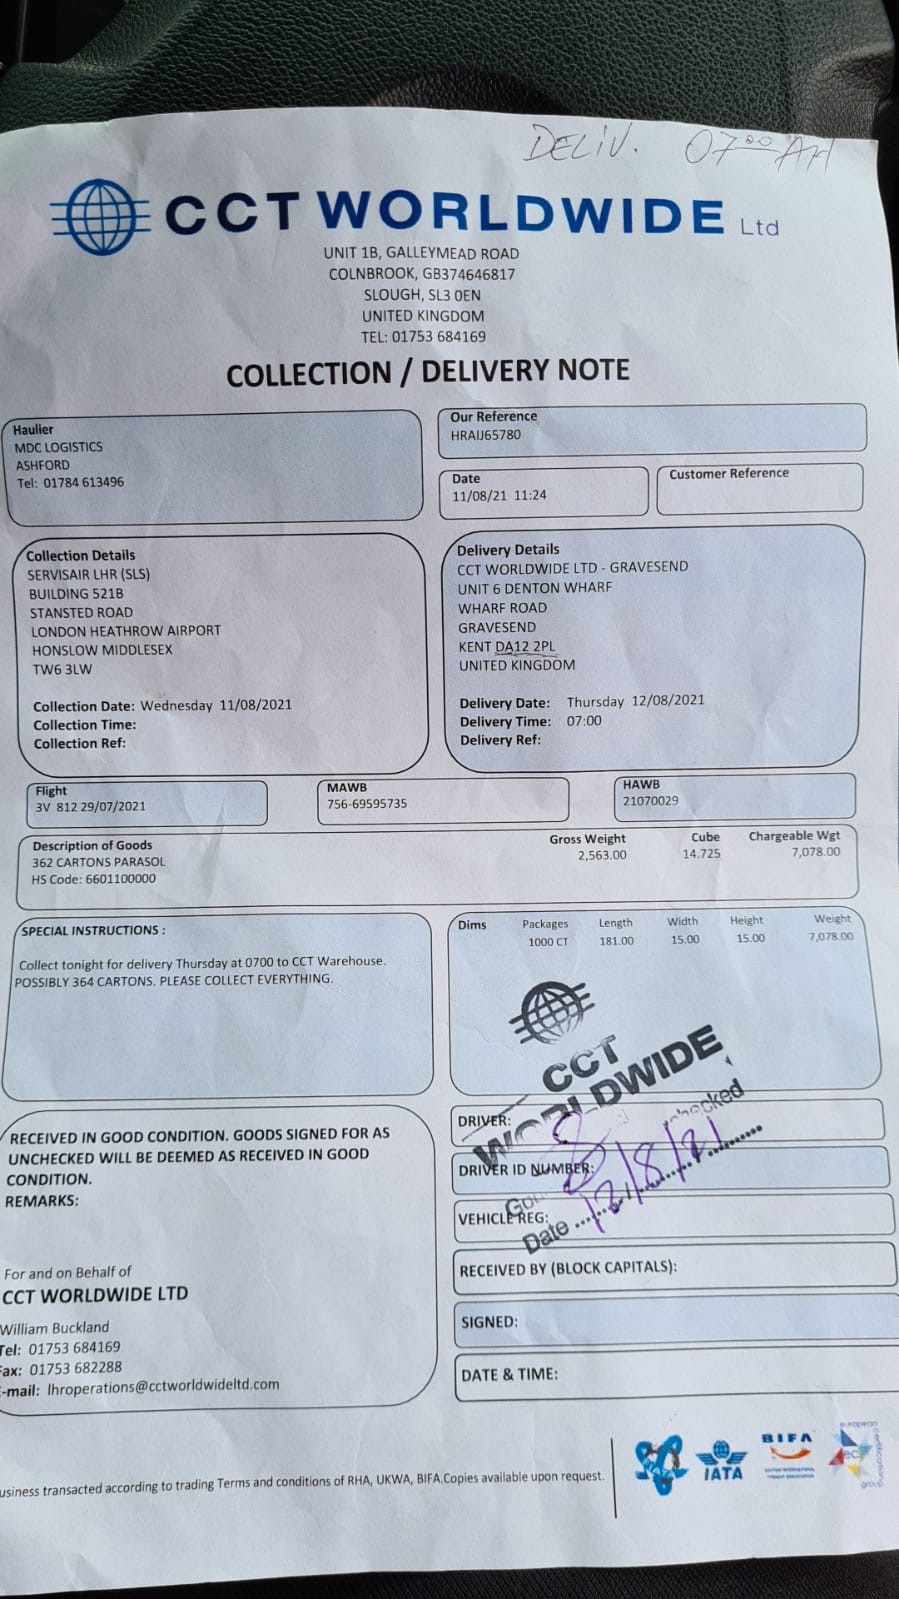 DELIV. 07⁰⁰ AM
CCT WORLDWIDE Ltd
UNIT 1B, GALLEYMEAD ROAD
COLNBROOK, GB374646817
SLOUGH, SL3 0EN
UNITED KINGDOM
TEL: 01753 684169
COLLECTION / DELIVERY NOTE
Haulier
MDC LOGISTICS
ASHFORD
Tel: 01784 613496
Our Reference
HRAIJ65780
Date
11/08/21 11:24
Customer Reference
Collection Details
SERVISAIR LHR (SLS)
BUILDING 521B
STANSTED ROAD
LONDON HEATHROW AIRPORT
HONSLOW MIDDLESEX
TW6 3LW
Collection Date: Wednesday 11/08/2021
Collection Time:
Collection Ref:
Delivery Details
CCT WORLDWIDE LTD - GRAVESEND
UNIT 6 DENTON WHARF
WHARF ROAD
GRAVESEND
KENT DA12 2PL
UNITED KINGDOM
Delivery Date: Thursday 12/08/2021
Delivery Time: 07:00
Delivery Ref:
Flight
3V 812 29/07/2021
MAWB
756-69595735
HAWB
21070029
Description of Goods Gross Weight Cube Chargeable Wgt
362 CARTONS PARASOL 2,563.00 14.725 7,078.00
HS Code: 6601100000
SPECIAL INSTRUCTIONS :
Collect tonight for delivery Thursday at 0700 to CCT Warehouse.
POSSIBLY 364 CARTONS. PLEASE COLLECT EVERYTHING.
Dims Packages Length Width Height Weight
1000 CT 181.00 15.00 15.00 7,078.00
CCT
WORLDWIDE
Date 12/8/21
RECEIVED IN GOOD CONDITION. GOODS SIGNED FOR AS
UNCHECKED WILL BE DEEMED AS RECEIVED IN GOOD
CONDITION.
REMARKS:
For and on Behalf of
CCT WORLDWIDE LTD
William Buckland
Tel: 01753 684169
Fax: 01753 682288
E-mail: lhroperations@cctworldwideltd.com
DRIVER:
DRIVER ID NUMBER:
VEHICLE REG:
RECEIVED BY (BLOCK CAPITALS):
SIGNED:
DATE & TIME:
usiness transacted according to trading Terms and conditions of RHA, UKWA, BIFA.Copies available upon request.
IATA
BIFA
european
certification
group
ec